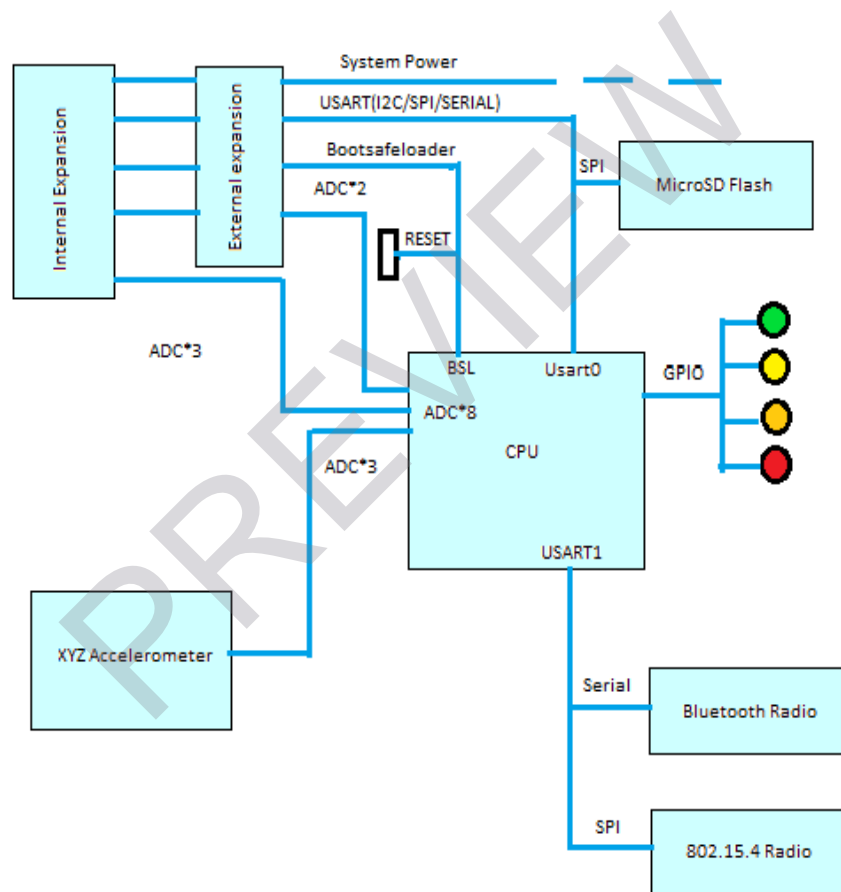 System Power
USART(I2C/SPI/SERIAL)
Bootsafeloader
ADC*2
SPI
MicroSD Flash
Internal Expansion
External expansion
RESET
ADC*3
BSL
Usart0
GPIO
ADC*8
CPU
ADC*3
USART1
XYZ Accelerometer
Serial
Bluetooth Radio
SPI
802.15.4 Radio
PREVIEW